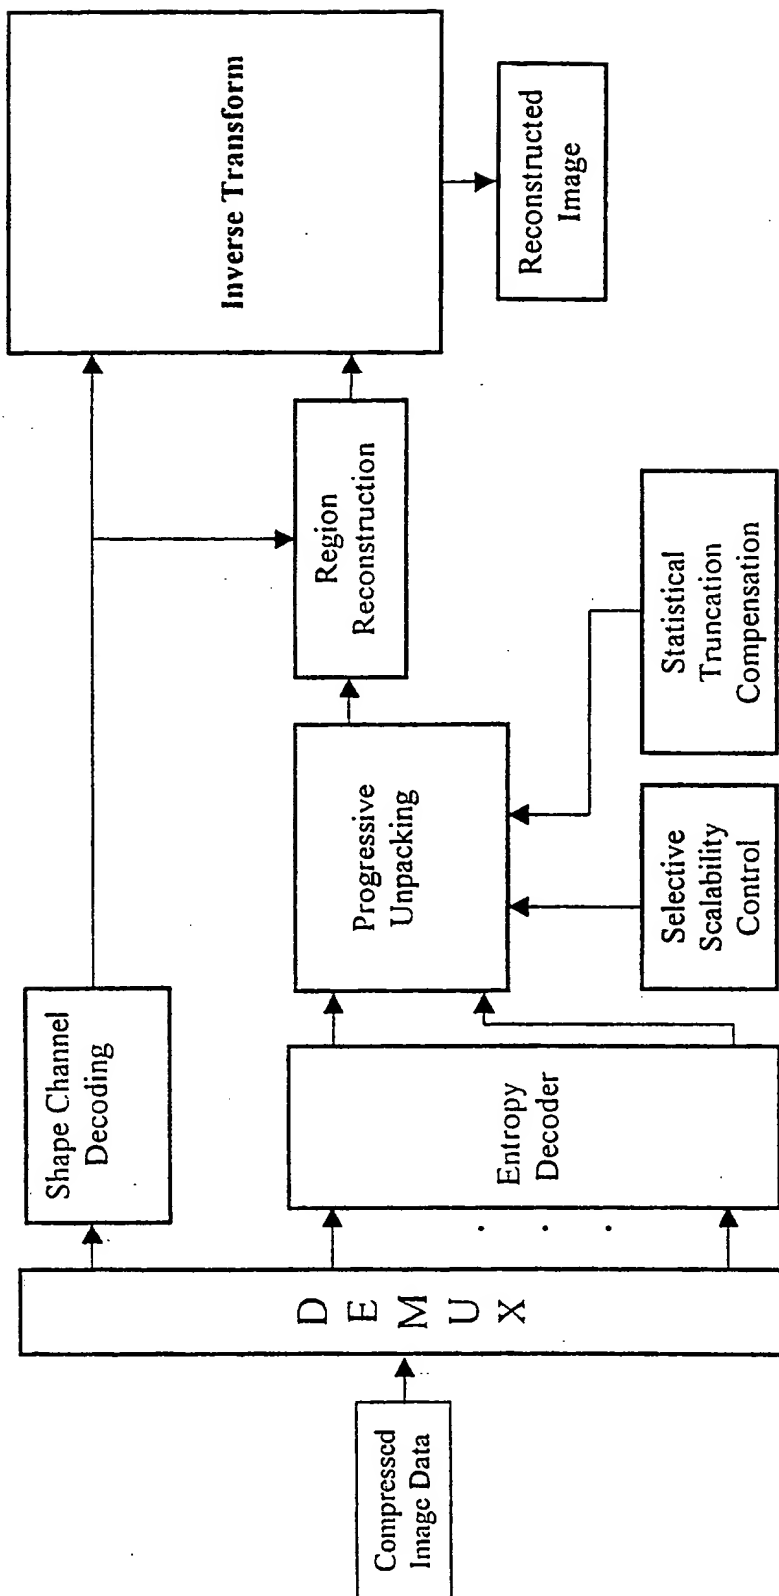 Compressed
Image Data
D
E
M
U
X
Shape Channel
Decoding
Entropy
Decoder
Progressive
Unpacking
Selective
Scalability
Control
Statistical
Truncation
Compensation
Region
Reconstruction
Inverse Transform
Reconstructed
Image